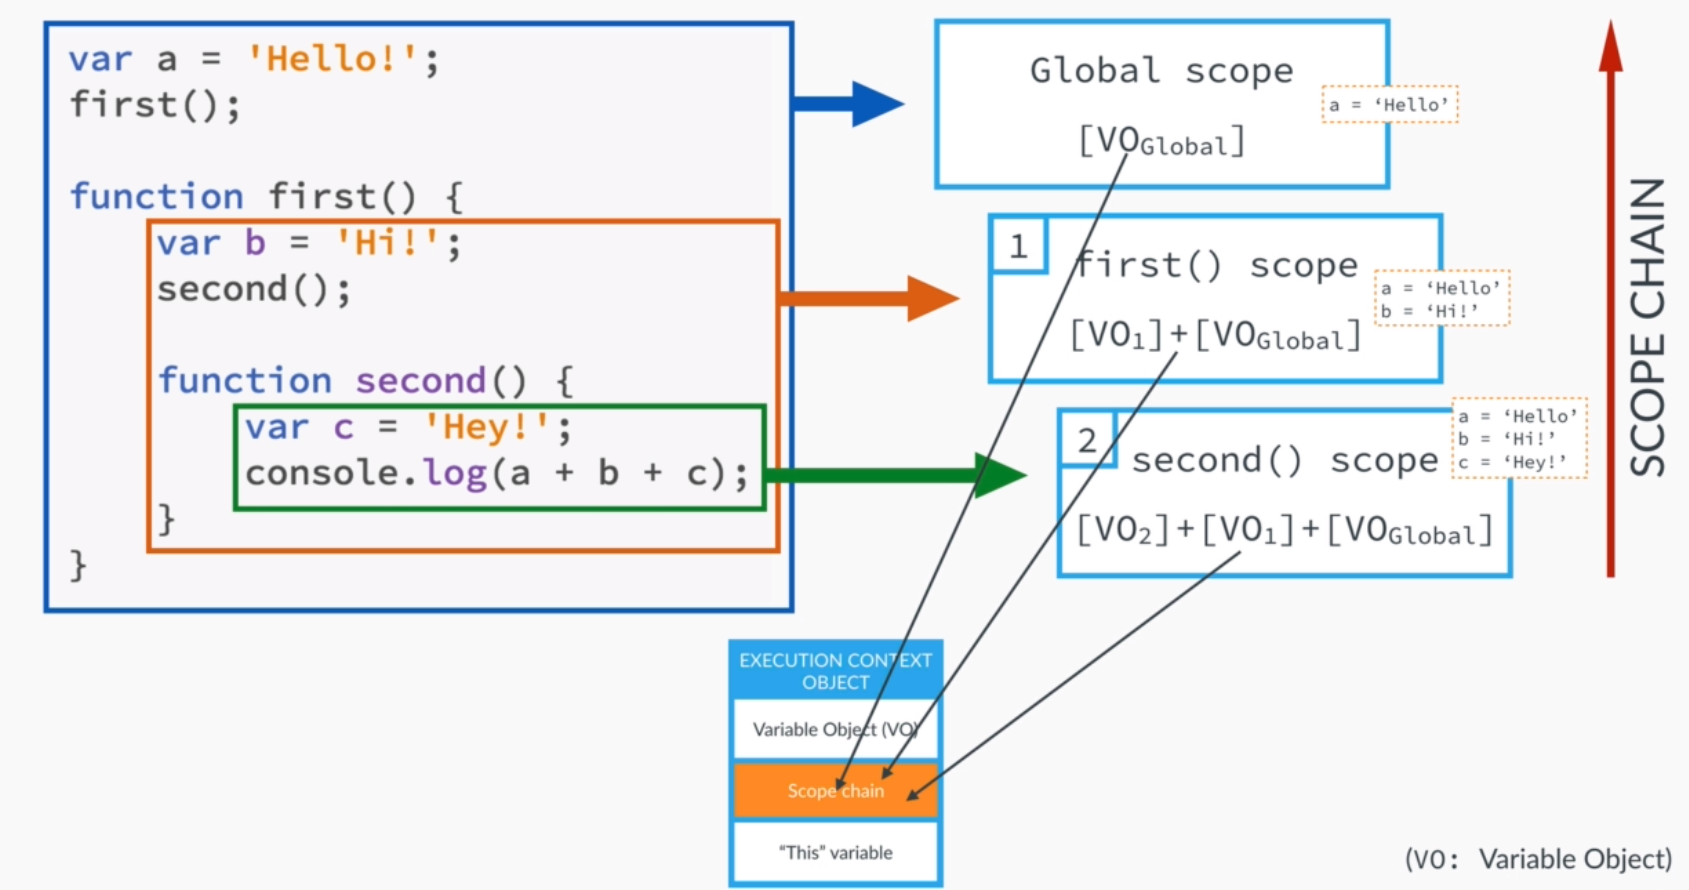 var a = 'Hello!';
first();
function first() {
var b = 'Hi!';
second();
function second() {
var c = 'Hey!';
console.log(a + b + c);
}
}
Global scope
[VOGlobal]
a = ‘Hello’
1
first() scope
[VO1]+[VOGlobal]
a = ‘Hello’
b = ‘Hi!’
2
second() scope
[VO2]+[VO1]+[VOGlobal]
a = ‘Hello’
b = ‘Hi!’
c = ‘Hey!’
SCOPE CHAIN
EXECUTION CONTEXT
OBJECT
Variable Object (VO)
Scope chain
“This” variable
(VO: Variable Object)